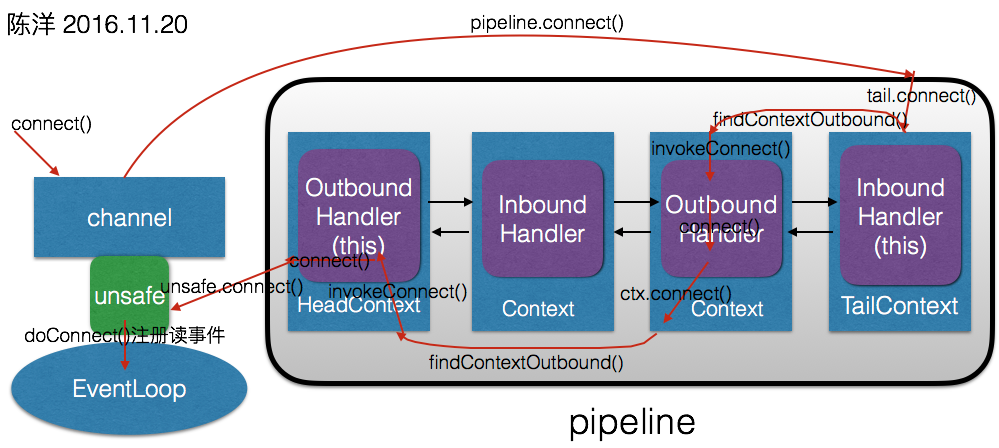 陈洋 2016.11.20
pipeline.connect()
tail.connect()
connect()
findContextOutbound()
invokeConnect()
channel
Outbound
Handler
(this)
Inbound
Handler
Outbound
Handler
connect()
Inbound
Handler
(this)
connect()
unsafe.connect()
unsafe
invokeConnect()
HeadContext
Context
ctx.connect()
Context
TailContext
doConnect()注册读事件
findContextOutbound()
EventLoop
pipeline